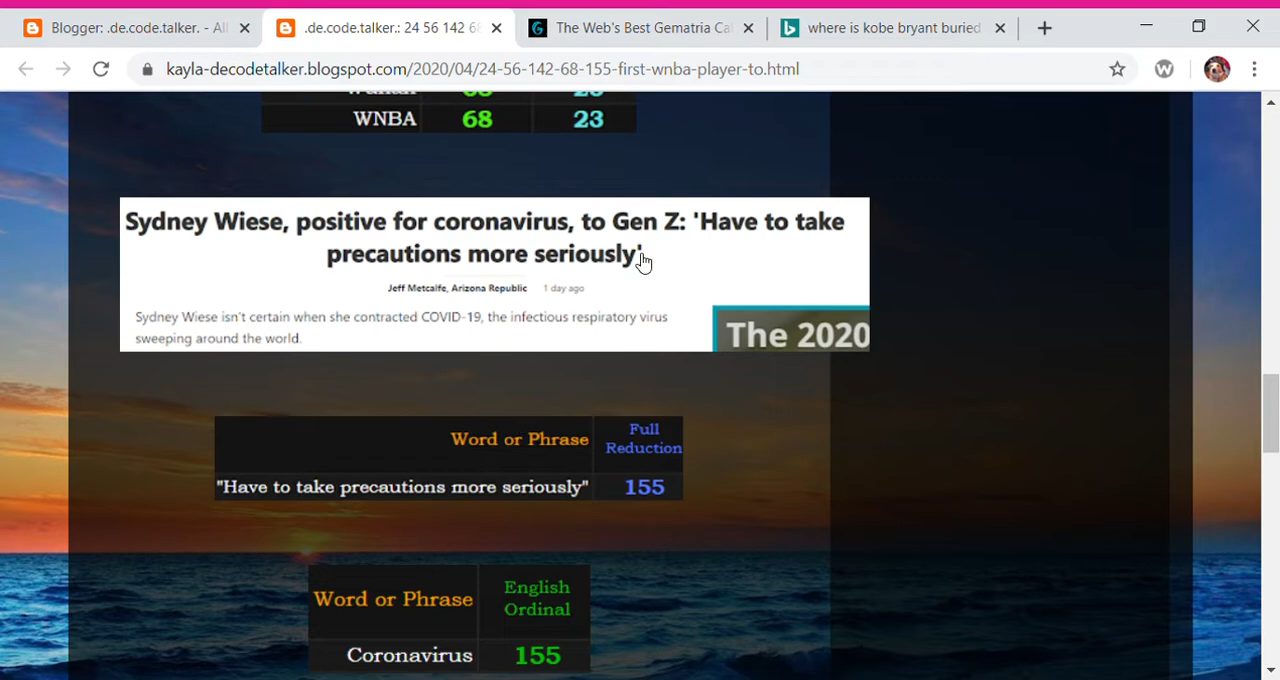 Blogger: .de.code.talker. - All
.de.code.talker.: 24 56 142 68
The Web's Best Gematria Cal
where is kobe bryant buried
kayla-decodetalker.blogspot.com/2020/04/24-56-142-68-155-first-wnba-player-to.html
WNBA 68 23
Sydney Wiese, positive for coronavirus, to Gen Z: 'Have to take
precautions more seriously'
Jeff Metcalfe, Arizona Republic 1 day ago
Sydney Wiese isn't certain when she contracted COVID-19, the infectious respiratory virus
sweeping around the world.
The 2020
Word or Phrase Full
Reduction
"Have to take precautions more seriously" 155
Word or Phrase English
Ordinal
Coronavirus 155